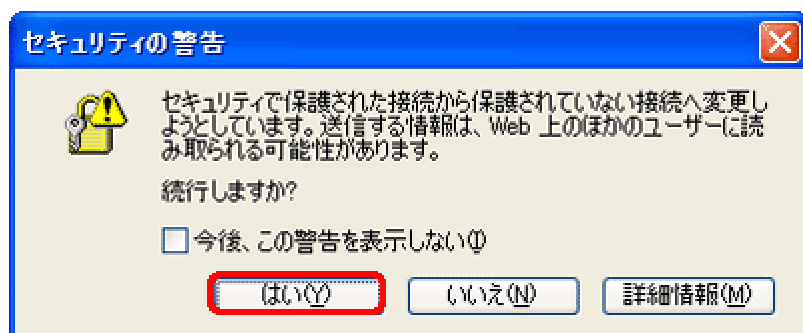 セキュリティの警告
セキュリティで保護された接続から保護されていない接続へ変更し
ようとしています。送信する情報は、Web 上のほかのユーザーに読
み取られる可能性があります。
続行しますか?
今後、この警告を表示しない(I)
はい(Y) いいえ(N) 詳細情報(M)